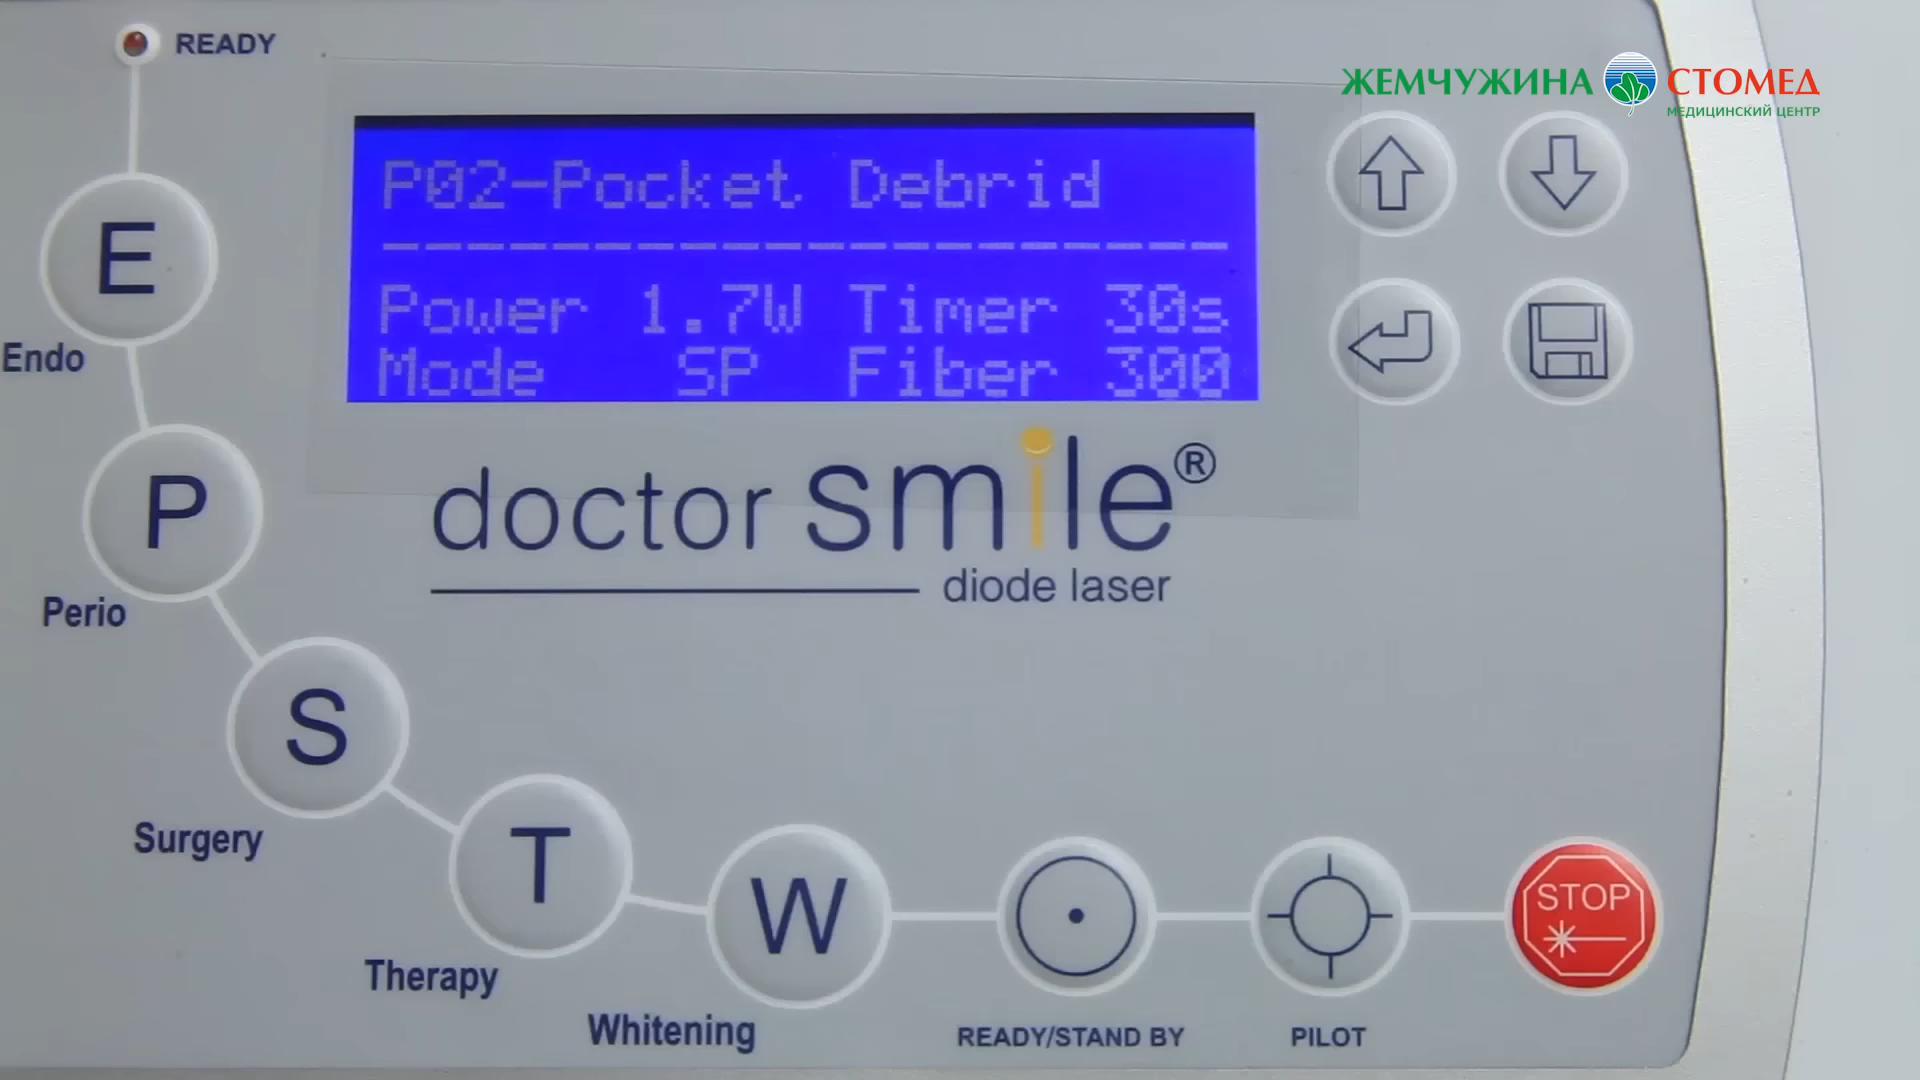 READY
ЖЕМЧУЖИНА СТОМЕД
МЕДИЦИНСКИЙ ЦЕНТР
P02-Pocket Debrid
--------------------
Power 1.7W Timer 30s
Mode SP Fiber 300
doctor smile®
diode laser
E
Endo
P
Perio
S
Surgery
T
Therapy
W
Whitening
READY/STAND BY
PILOT
STOP